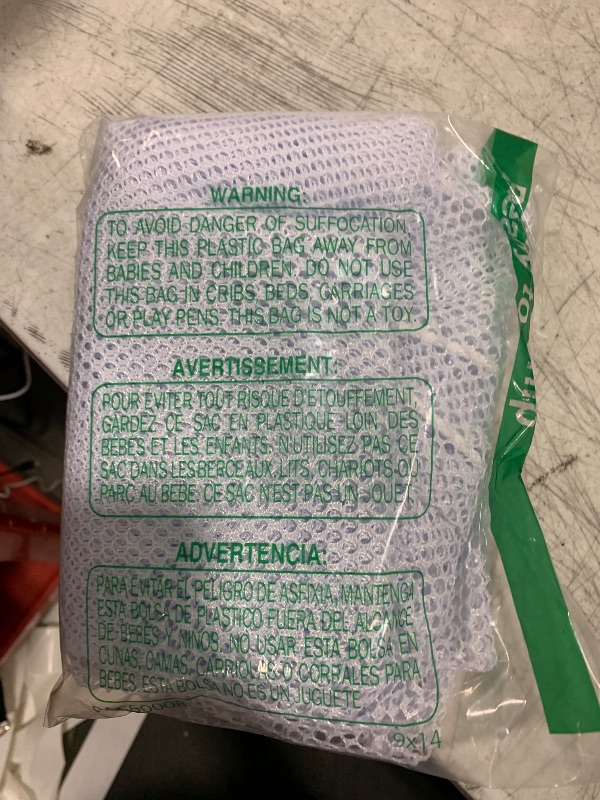 WARNING:
TO AVOID DANGER OF SUFFOCATION,
KEEP THIS PLASTIC BAG AWAY FROM
BABIES AND CHILDREN. DO NOT USE
THIS BAG IN CRIBS, BEDS, CARRIAGES
OR PLAY PENS. THIS BAG IS NOT A TOY.
AVERTISSEMENT:
POUR EVITER TOUT RISQUE D'ETOUFFEMENT,
GARDEZ CE SAC EN PLASTIQUE LOIN DES
BEBES ET LES ENFANTS. N'UTILISEZ PAS CE
SAC DANS LES BERCEAUX, LITS, CHARIOTS OU
PARC AU BEBE. CE SAC N'EST PAS UN JOUET.
ADVERTENCIA:
PARA EVITAR EL PELIGRO DE ASFIXIA, MANTENGA
ESTA BOLSA DE PLASTICO FUERA DEL ALCANCE
DE BEBES Y NINOS. NO USAR ESTA BOLSA EN
CUNAS, CAMAS, CARRIOLAS O CORRALES PARA
BEBES. ESTA BOLSA NO ES UN JUGUETE.
9x14
to